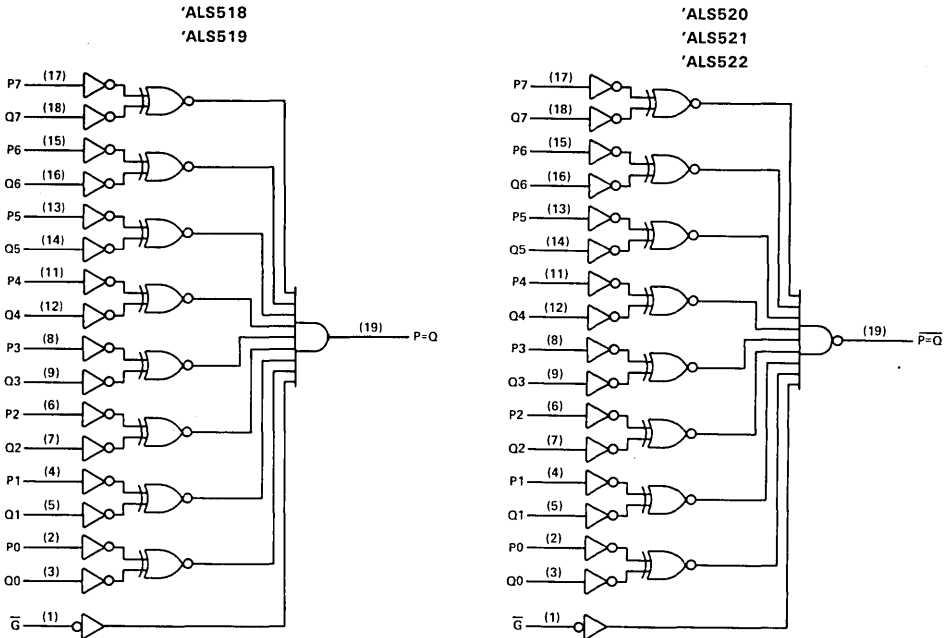 'ALS518
'ALS519
P7 (17)
Q7 (18)
P6 (15)
Q6 (16)
P5 (13)
Q5 (14)
P4 (11)
Q4 (12)
P3 (8)
Q3 (9)
P2 (6)
Q2 (7)
P1 (4)
Q1 (5)
P0 (2)
Q0 (3)
G̅ (1)
(19) P=Q
'ALS520
'ALS521
'ALS522
P7 (17)
Q7 (18)
P6 (15)
Q6 (16)
P5 (13)
Q5 (14)
P4 (11)
Q4 (12)
P3 (8)
Q3 (9)
P2 (6)
Q2 (7)
P1 (4)
Q1 (5)
P0 (2)
Q0 (3)
G̅ (1)
(19) P̅=̅Q̅